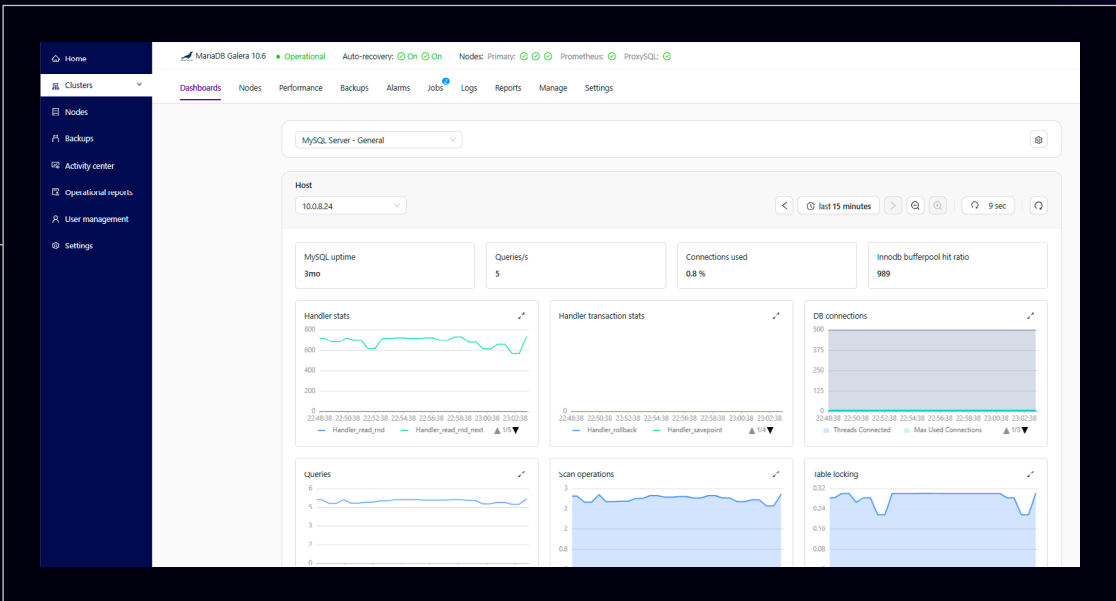 Home
Clusters
Nodes
Backups
Activity center
Operational reports
User management
Settings
MariaDB Galera 10.6 Operational Auto-recovery: On On Nodes: Primary: Prometheus: ProxySQL:
Dashboards Nodes Performance Backups Alarms Jobs 2 Logs Reports Manage Settings
MySQL Server - General
Host
10.0.8.24 last 15 minutes 9 sec
MySQL uptime
3mo
Queries/s
5
Connections used
0.8 %
Innodb bufferpool hit ratio
989
Handler stats
800
600
400
200
0
22:48:38 22:50:38 22:52:38 22:54:38 22:56:38 22:58:38 23:00:38 23:02:38
Handler_read_rnd Handler_read_rnd_next 1/5
Handler transaction stats
0
22:48:38 22:50:38 22:52:38 22:54:38 22:56:38 22:58:38 23:00:38 23:02:38
Handler_rollback Handler_savepoint 1/4
DB connections
500
375
250
125
0
22:48:38 22:50:38 22:52:38 22:54:38 22:56:38 22:58:38 23:00:38 23:02:38
Threads Connected Max Used Connections 1/3
Queries
6
5
3
2
0
Scan operations
3
2
2
0.8
Table locking
0.32
0.24
0.16
0.08